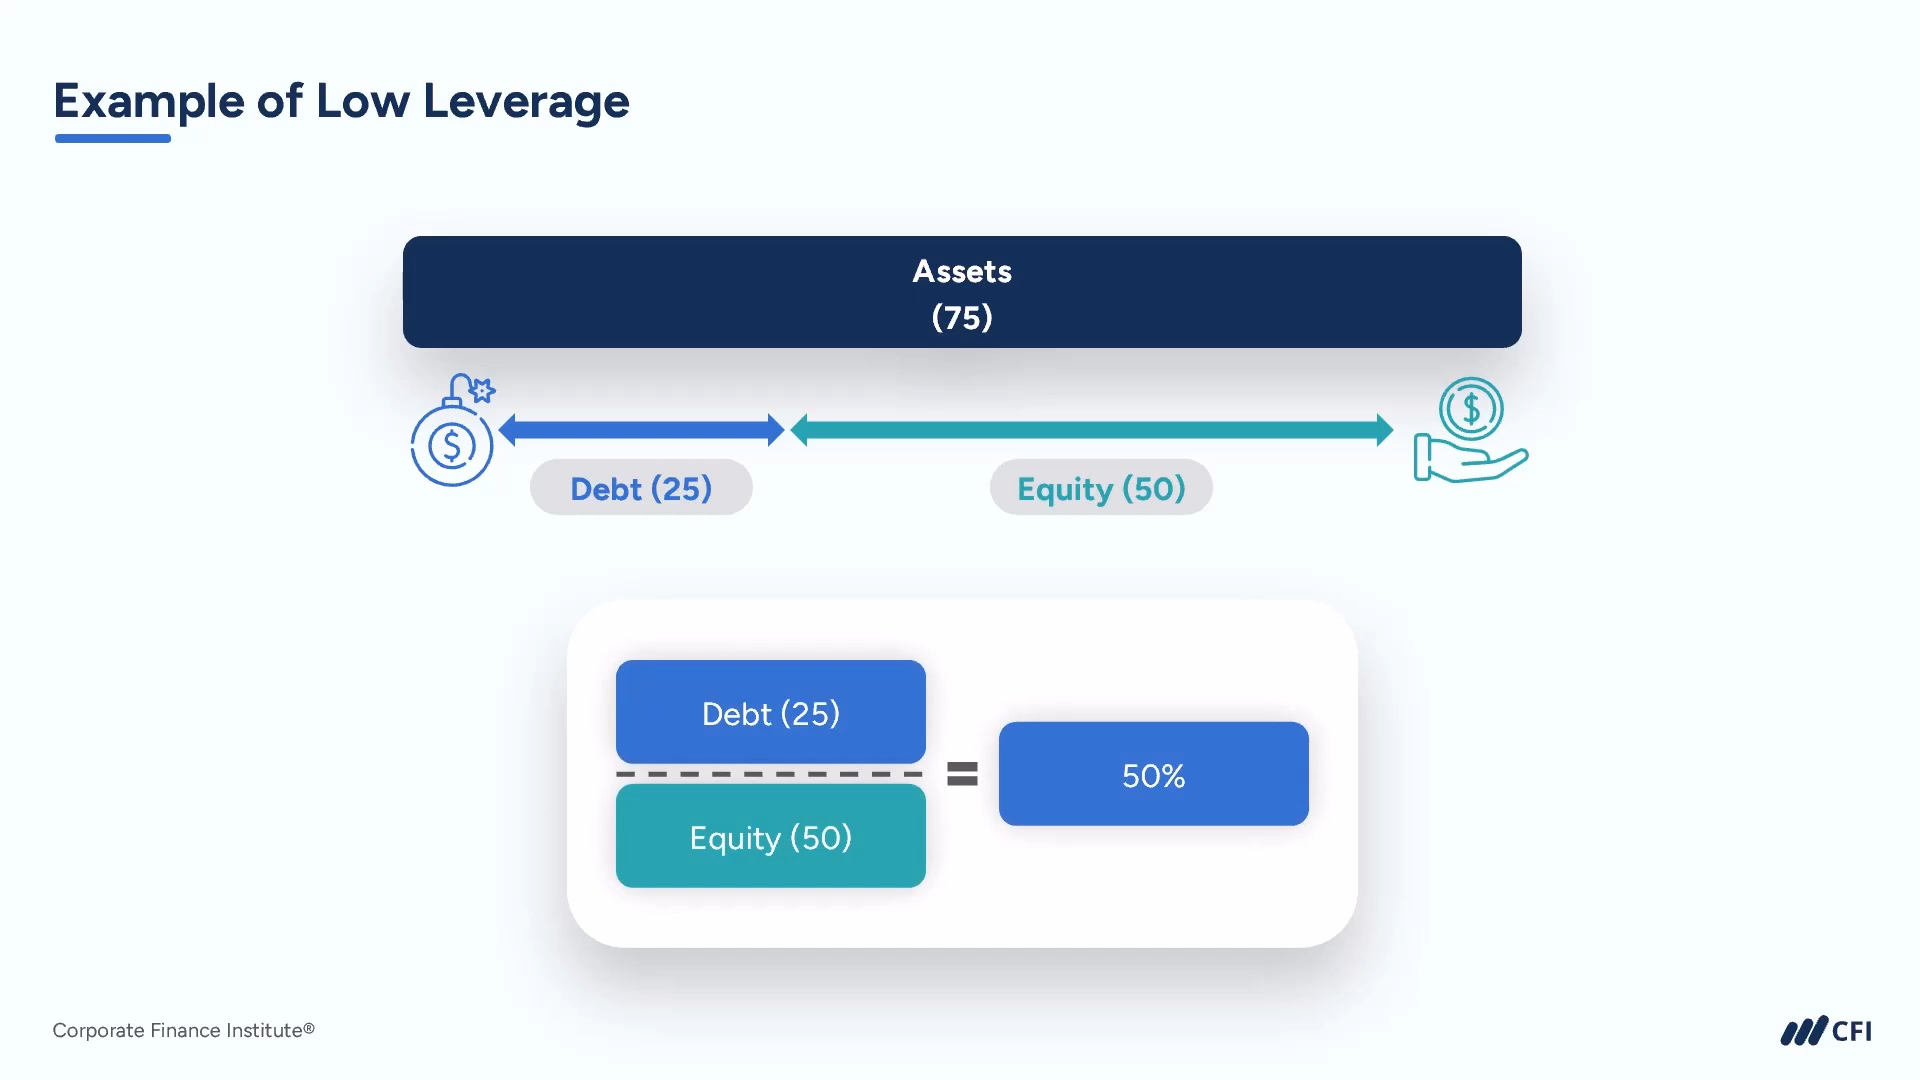 Example of Low Leverage
Assets
(75)
$
$
Debt (25)
Equity (50)
Debt (25)
Equity (50)
=
50%
Corporate Finance Institute®
CFI